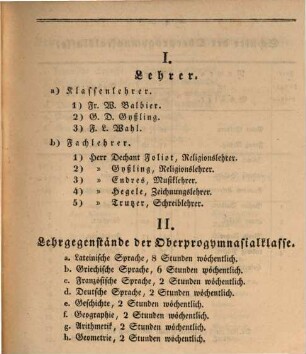 I.
Lehrer.
a) Klassenlehrer.
1) Fr. W. Balbier.
2) G. D. Gyßling.
3) F. L. Wahl.
b) Fachlehrer.
1) Herr Dechant Foliot, Religionslehrer.
2) » Gyßling, Religionslehrer.
3) » Endres, Musiklehrer.
4) » Hegele, Zeichnungslehrer.
5) » Trutzer, Schreiblehrer.
II.
Lehrgegenstände der Oberprogymnasialklasse.
a. Lateinische Sprache, 8 Stunden wöchentlich.
b. Griechische Sprache, 6 Stunden wöchentlich.
c. Französische Sprache, 2 Stunden wöchentlich.
d. Deutsche Sprache, 2 Stunden wöchentlich.
e. Geschichte, 2 Stunden wöchentlich.
f. Geographie, 2 Stunden wöchentlich.
g. Arithmetik, 2 Stunden wöchentlich.
h. Geometrie, 2 Stunden wöchentlich.